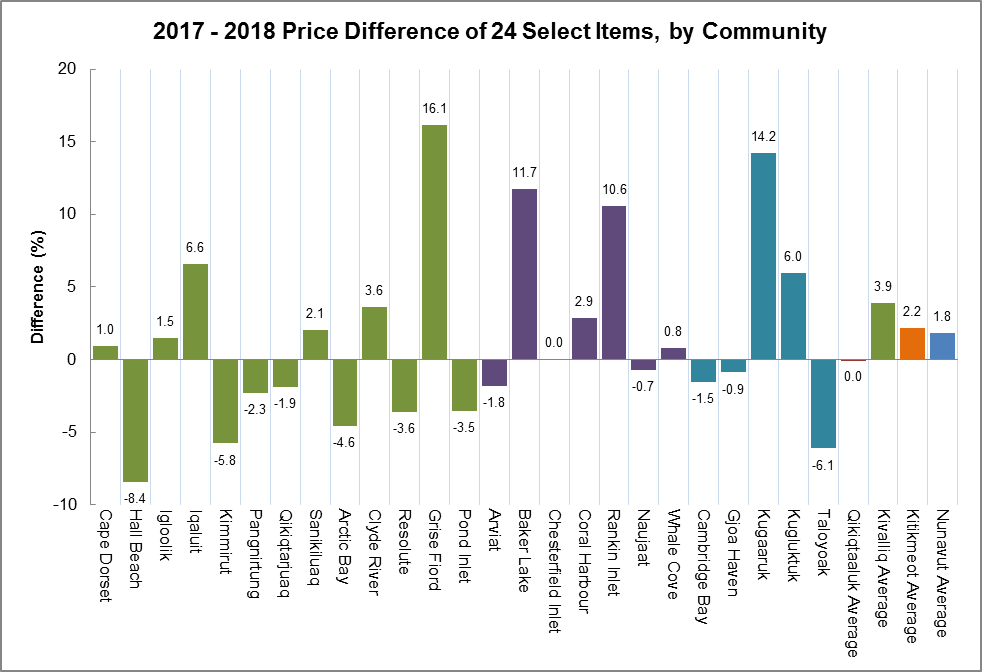 2017 - 2018 Price Difference of 24 Select Items, by Community
Difference (%)
20
15
10
5
0
-5
-10
1.0
-8.4
1.5
6.6
-5.8
-2.3
-1.9
2.1
-4.6
3.6
-3.6
16.1
-3.5
-1.8
11.7
0.0
2.9
10.6
-0.7
0.8
-1.5
-0.9
14.2
6.0
-6.1
0.0
3.9
2.2
1.8
Cape Dorset
Hall Beach
Igloolik
Iqaluit
Kimmirut
Pangnirtung
Qikiqtarjuaq
Sanikiluaq
Arctic Bay
Clyde River
Resolute
Grise Fiord
Pond Inlet
Arviat
Baker Lake
Chesterfield Inlet
Coral Harbour
Rankin Inlet
Naujaat
Whale Cove
Cambridge Bay
Gjoa Haven
Kugaaruk
Kugluktuk
Taloyoak
Qikiqtaaluk Average
Kivalliq Average
Kitikmeot Average
Nunavut Average